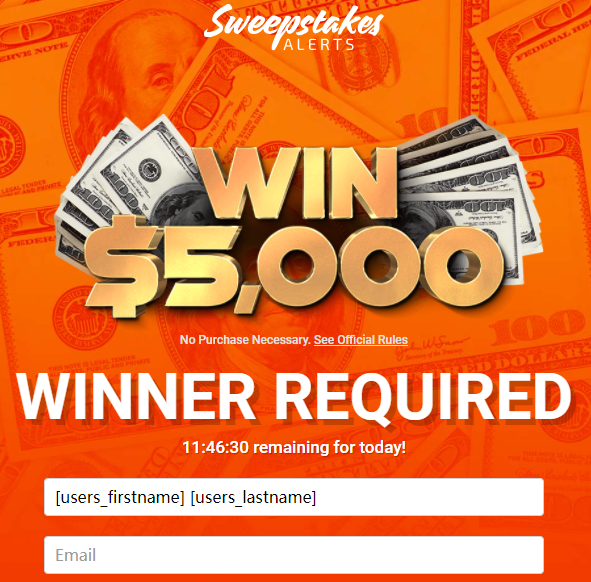 Sweepstakes
ALERTS
WIN
$5,000
No Purchase Necessary. See Official Rules
WINNER REQUIRED
11:46:30 remaining for today!
[users_firstname] [users_lastname]
Email